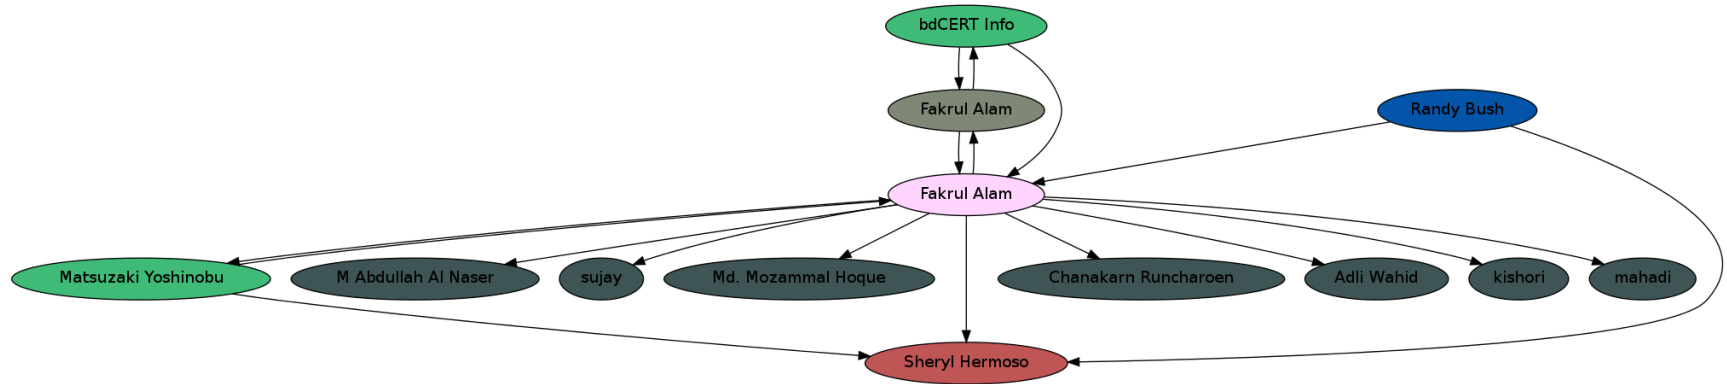 bdCERT Info
Fakrul Alam
Randy Bush
Fakrul Alam
Matsuzaki Yoshinobu
M Abdullah Al Naser
sujay
Md. Mozammal Hoque
Chanakarn Runcharoen
Adli Wahid
kishori
mahadi
Sheryl Hermoso